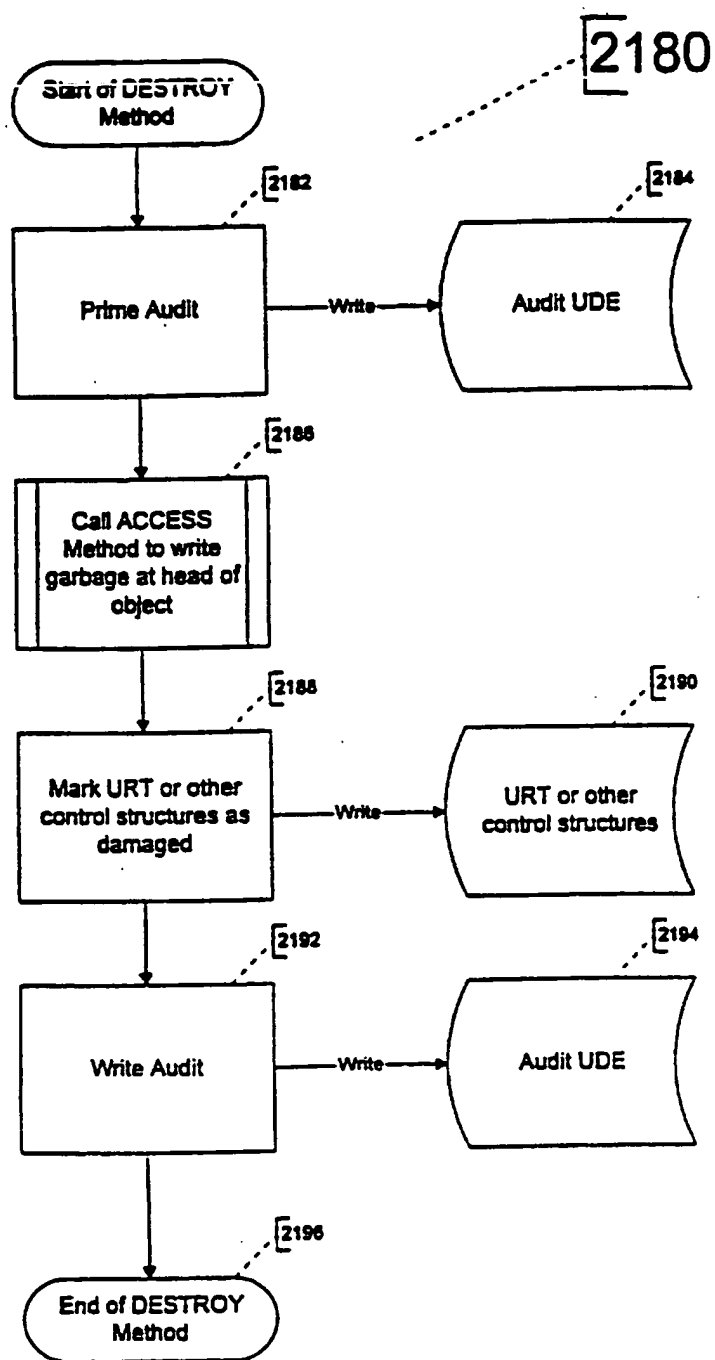 2180
Start of DESTROY
Method
2182
2184
Prime Audit
Write
Audit UDE
2186
Call ACCESS
Method to write
garbage at head of
object
2188
2190
Mark URT or other
control structures as
damaged
Write
URT or other
control structures
2192
2194
Write Audit
Write
Audit UDE
2196
End of DESTROY
Method